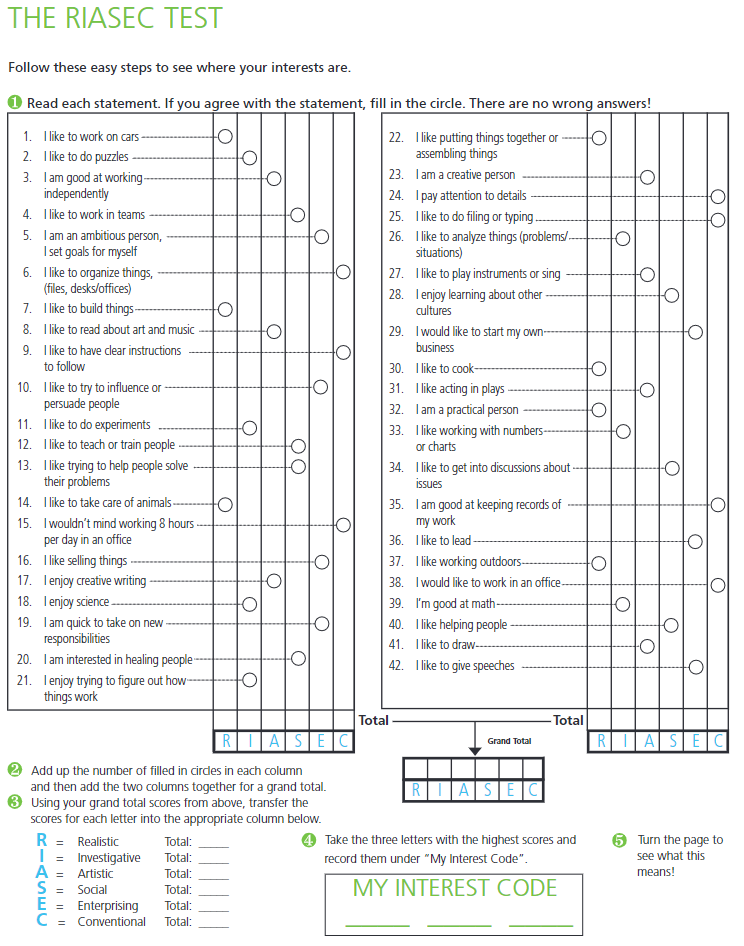 THE RIASEC TEST
Follow these easy steps to see where your interests are.
1 Read each statement. If you agree with the statement, fill in the circle. There are no wrong answers!
1. I like to work on cars
2. I like to do puzzles
3. I am good at working
independently
4. I like to work in teams
5. I am an ambitious person,
I set goals for myself
6. I like to organize things,
(files, desks/offices)
7. I like to build things
8. I like to read about art and music
9. I like to have clear instructions
to follow
10. I like to try to influence or
persuade people
11. I like to do experiments
12. I like to teach or train people
13. I like trying to help people solve
their problems
14. I like to take care of animals
15. I wouldn't mind working 8 hours
per day in an office
16. I like selling things
17. I enjoy creative writing
18. I enjoy science
19. I am quick to take on new
responsibilities
20. I am interested in healing people
21. I enjoy trying to figure out how
things work
R I A S E C
22. I like putting things together or
assembling things
23. I am a creative person
24. I pay attention to details
25. I like to do filing or typing
26. I like to analyze things (problems/
situations)
27. I like to play instruments or sing
28. I enjoy learning about other
cultures
29. I would like to start my own
business
30. I like to cook
31. I like acting in plays
32. I am a practical person
33. I like working with numbers
or charts
34. I like to get into discussions about
issues
35. I am good at keeping records of
my work
36. I like to lead
37. I like working outdoors
38. I would like to work in an office
39. I'm good at math
40. I like helping people
41. I like to draw
42. I like to give speeches
Total Total
R I A S E C
Grand Total
R I A S E C
2 Add up the number of filled in circles in each column
and then add the two columns together for a grand total.
3 Using your grand total scores from above, transfer the
scores for each letter into the appropriate column below.
R = Realistic Total: _____
I = Investigative Total: _____
A = Artistic Total: _____
S = Social Total: _____
E = Enterprising Total: _____
C = Conventional Total: _____
4 Take the three letters with the highest scores and
record them under "My Interest Code".
MY INTEREST CODE
5 Turn the page to
see what this
means!